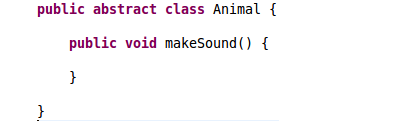 public abstract class Animal {
public void makeSound() {
}
}